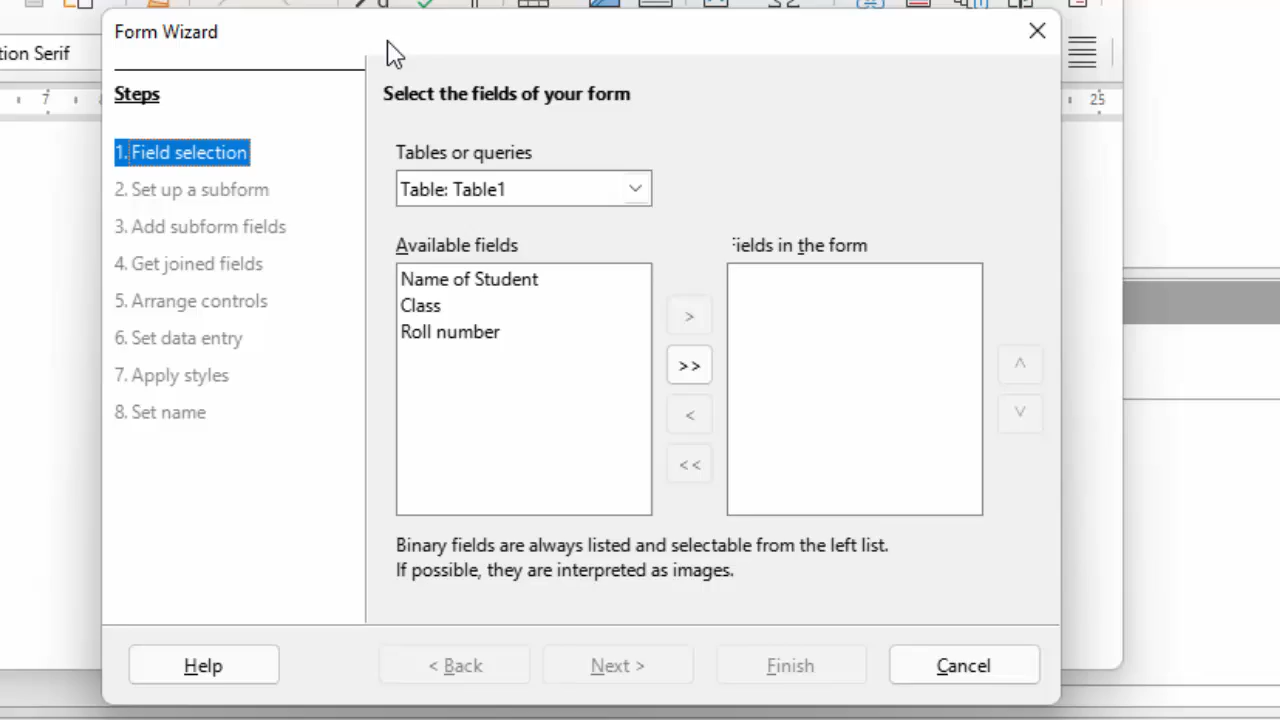 Form Wizard
tion Serif
7
25
Steps
Select the fields of your form
1. Field selection
2. Set up a subform
3. Add subform fields
4. Get joined fields
5. Arrange controls
6. Set data entry
7. Apply styles
8. Set name
Tables or queries
Table: Table1
Available fields
ields in the form
Name of Student
Class
Roll number
>
>>
<
<<
Binary fields are always listed and selectable from the left list.
If possible, they are interpreted as images.
Help
< Back
Next >
Finish
Cancel